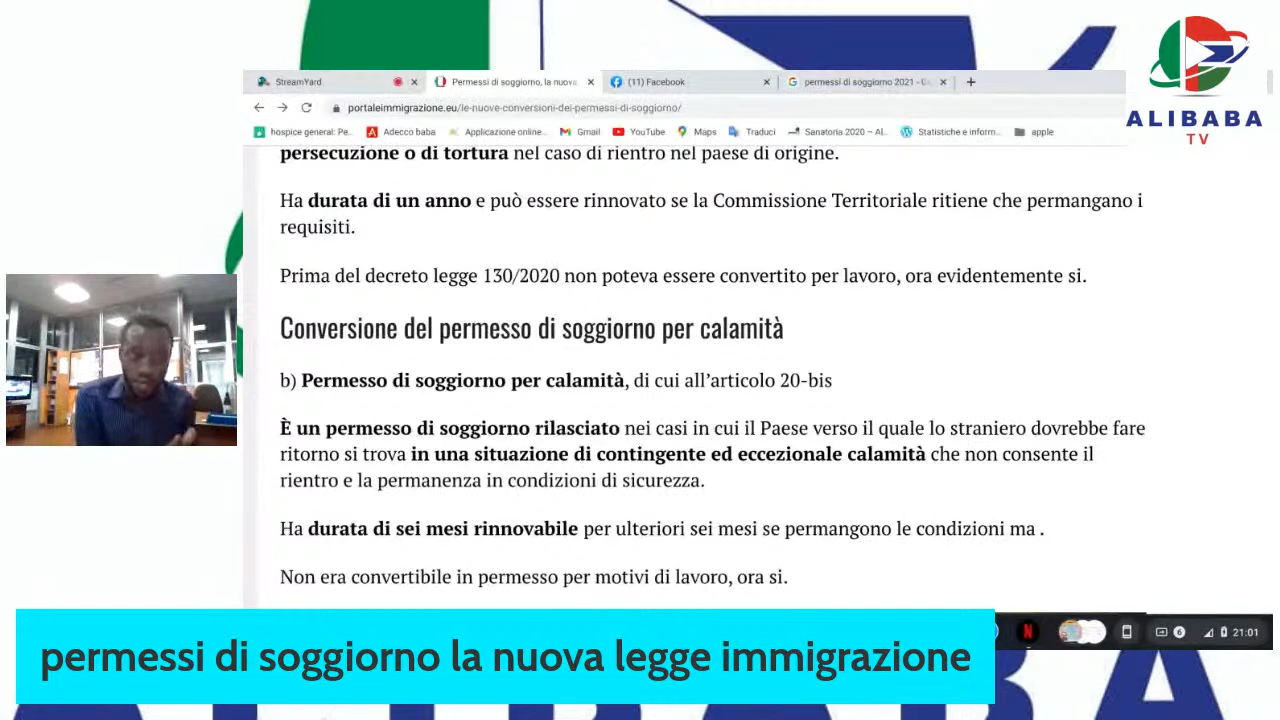 ALIBABA
TV
StreamYard
Permessi di soggiorno, la nuova
(11) Facebook
permessi di soggiorno 2021 - Go
portaleimmigrazione.eu/le-nuove-conversioni-dei-permessi-di-soggiorno/
hospice general: Pe...
Adecco baba
Applicazione online...
Gmail
YouTube
Maps
Traduci
Sanatoria 2020 – Al...
Statistiche e inform...
apple
persecuzione o di tortura nel caso di rientro nel paese di origine.
Ha durata di un anno e può essere rinnovato se la Commissione Territoriale ritiene che permangano i
requisiti.
Prima del decreto legge 130/2020 non poteva essere convertito per lavoro, ora evidentemente si.
Conversione del permesso di soggiorno per calamità
b) Permesso di soggiorno per calamità, di cui all’articolo 20-bis
È un permesso di soggiorno rilasciato nei casi in cui il Paese verso il quale lo straniero dovrebbe fare
ritorno si trova in una situazione di contingente ed eccezionale calamità che non consente il
rientro e la permanenza in condizioni di sicurezza.
Ha durata di sei mesi rinnovabile per ulteriori sei mesi se permangono le condizioni ma .
Non era convertibile in permesso per motivi di lavoro, ora si.
N
6
21:01
permessi di soggiorno la nuova legge immigrazione